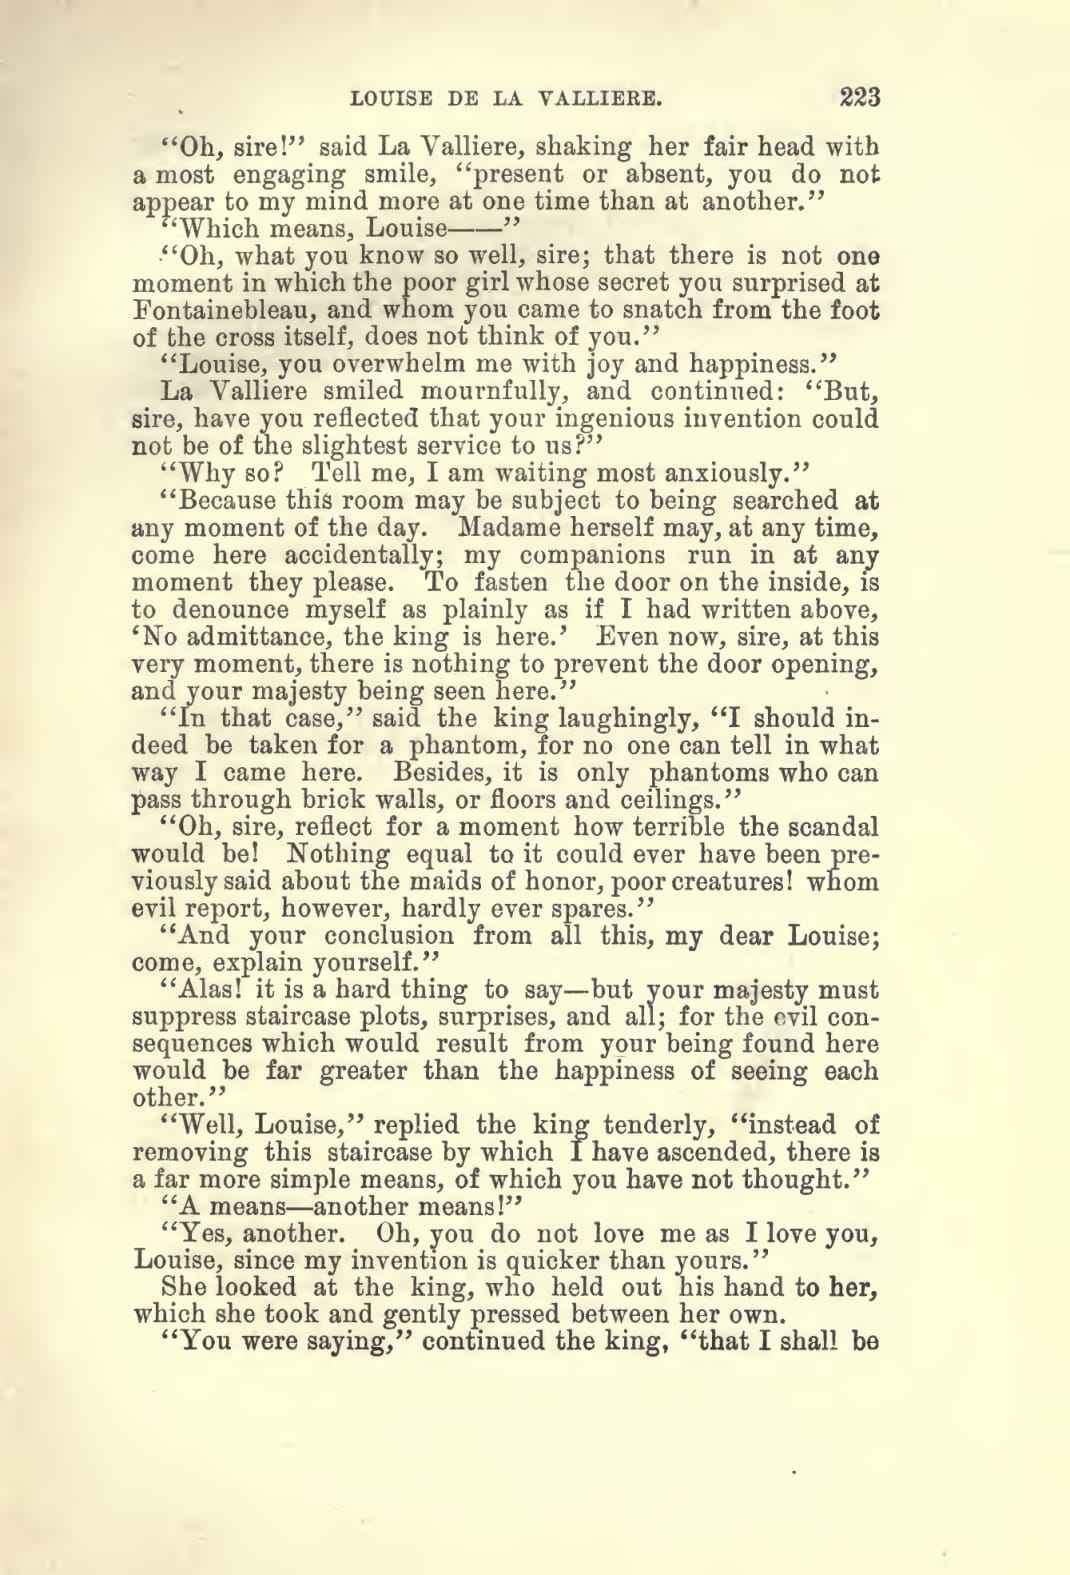 LOUISE DE LA VALLIERE. 223
“Oh, sire!” said La Valliere, shaking her fair head with
a most engaging smile, “present or absent, you do not
appear to my mind more at one time than at another.”
“Which means, Louise——”
“Oh, what you know so well, sire; that there is not one
moment in which the poor girl whose secret you surprised at
Fontainebleau, and whom you came to snatch from the foot
of the cross itself, does not think of you.”
“Louise, you overwhelm me with joy and happiness.”
La Valliere smiled mournfully, and continued: “But,
sire, have you reflected that your ingenious invention could
not be of the slightest service to us?”
“Why so? Tell me, I am waiting most anxiously.”
“Because this room may be subject to being searched at
any moment of the day. Madame herself may, at any time,
come here accidentally; my companions run in at any
moment they please. To fasten the door on the inside, is
to denounce myself as plainly as if I had written above,
‘No admittance, the king is here.’ Even now, sire, at this
very moment, there is nothing to prevent the door opening,
and your majesty being seen here.”
“In that case,” said the king laughingly, “I should in-
deed be taken for a phantom, for no one can tell in what
way I came here. Besides, it is only phantoms who can
pass through brick walls, or floors and ceilings.”
“Oh, sire, reflect for a moment how terrible the scandal
would be! Nothing equal to it could ever have been pre-
viously said about the maids of honor, poor creatures! whom
evil report, however, hardly ever spares.”
“And your conclusion from all this, my dear Louise;
come, explain yourself.”
“Alas! it is a hard thing to say—but your majesty must
suppress staircase plots, surprises, and all; for the evil con-
sequences which would result from your being found here
would be far greater than the happiness of seeing each
other.”
“Well, Louise,” replied the king tenderly, “instead of
removing this staircase by which I have ascended, there is
a far more simple means, of which you have not thought.”
“A means—another means!”
“Yes, another. Oh, you do not love me as I love you,
Louise, since my invention is quicker than yours.”
She looked at the king, who held out his hand to her,
which she took and gently pressed between her own.
“You were saying,” continued the king, “that I shall be